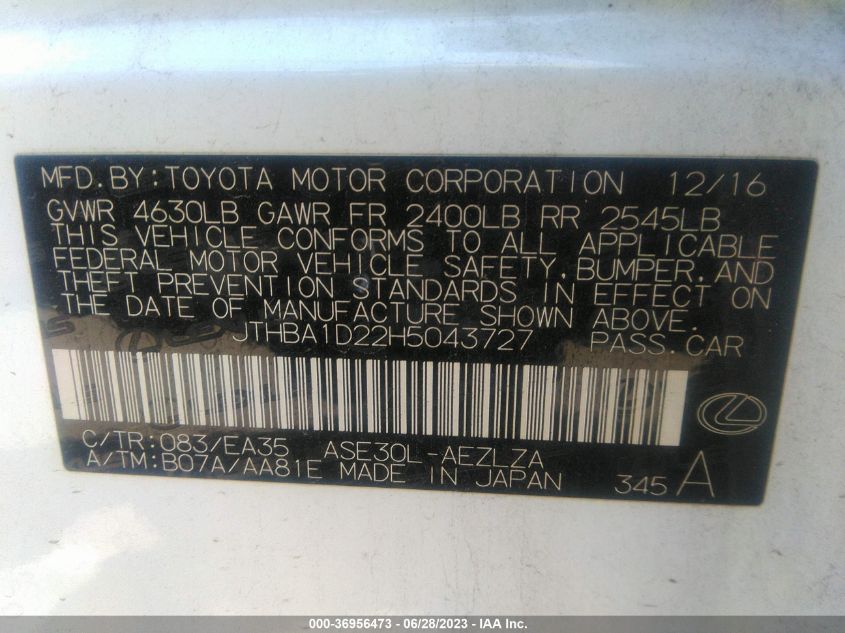 MFD.BY:TOYOTA MOTOR CORPORATION 12/16
GVWR 4630LB GAWR FR 2400LB RR 2545LB
THIS VEHICLE CONFORMS TO ALL APPLICABLE
FEDERAL MOTOR VEHICLE SAFETY,BUMPER,AND
THEFT PREVENTION STANDARDS IN EFFECT ON
THE DATE OF MANUFACTURE SHOWN ABOVE.
JTHBA1D22H5043727 PASS.CAR
C/TR:083/EA35 ASE30L-AEZLZA
A/TM:B07A/AA81E MADE IN JAPAN 345 A
000-36956473 - 06/28/2023 - IAA Inc.